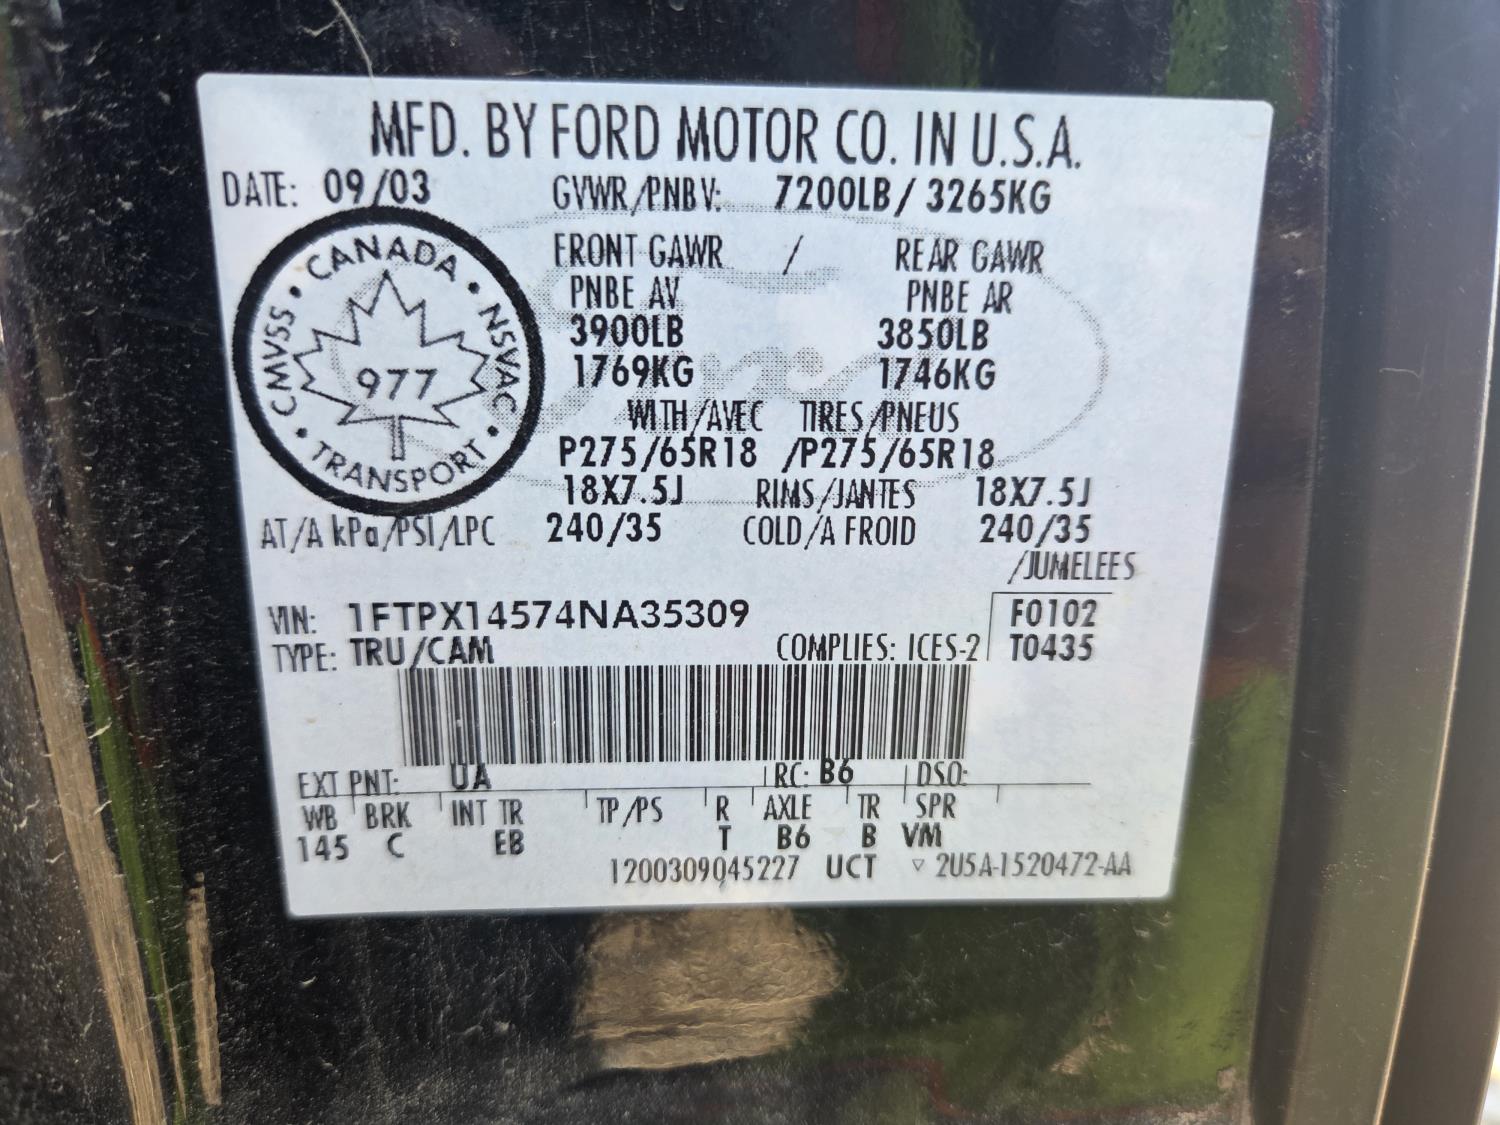 MFD. BY FORD MOTOR CO. IN U.S.A.
DATE: 09/03 GVWR/PNBV: 7200LB/ 3265KG
CANADA
CMVSS • NSVAC
977
TRANSPORT
FRONT GAWR / REAR GAWR
PNBE AV PNBE AR
3900LB 3850LB
1769KG 1746KG
WITH/AVEC TIRES/PNEUS
P275/65R18 /P275/65R18
18X7.5J RIMS/JANTES 18X7.5J
AT/A kPa/PSI/LPC 240/35 COLD/A FROID 240/35
/JUMELEES
VIN: 1FTPX14574NA35309 F0102
TYPE: TRU/CAM COMPLIES: ICES-2 T0435
EXT PNT: UA RC: B6 DSO:
WB BRK INT TR TP/PS R AXLE TR SPR
145 C EB T B6 B VM
1200309045227 UCT ▿ 2U5A-1520472-AA